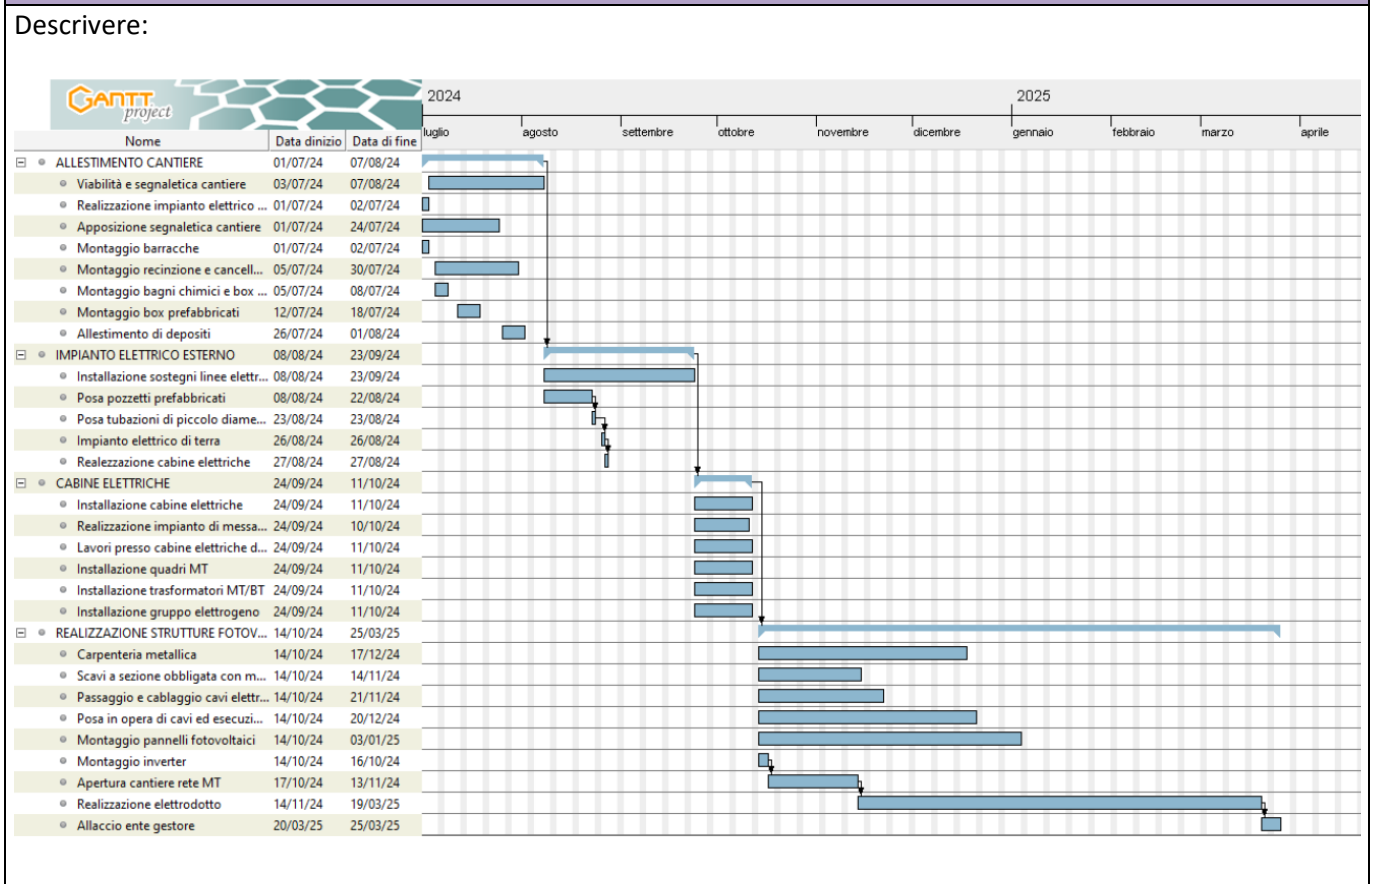 Descrivere:
GANTT project
2024 2025
Nome Data dinizio Data di fine luglio agosto settembre ottobre novembre dicembre gennaio febbraio marzo aprile
ALLESTIMENTO CANTIERE 01/07/24 07/08/24
Viabilità e segnaletica cantiere 03/07/24 07/08/24
Realizzazione impianto elettrico ... 01/07/24 02/07/24
Apposizione segnaletica cantiere 01/07/24 24/07/24
Montaggio barracche 01/07/24 02/07/24
Montaggio recinzione e cancell... 05/07/24 30/07/24
Montaggio bagni chimici e box ... 05/07/24 08/07/24
Montaggio box prefabbricati 12/07/24 18/07/24
Allestimento di depositi 26/07/24 01/08/24
IMPIANTO ELETTRICO ESTERNO 08/08/24 23/09/24
Installazione sostegni linee elettr... 08/08/24 23/09/24
Posa pozzetti prefabbricati 08/08/24 22/08/24
Posa tubazioni di piccolo diame... 23/08/24 23/08/24
Impianto elettrico di terra 26/08/24 26/08/24
Realezzazione cabine elettriche 27/08/24 27/08/24
CABINE ELETTRICHE 24/09/24 11/10/24
Installazione cabine elettriche 24/09/24 11/10/24
Realizzazione impianto di messa... 24/09/24 10/10/24
Lavori presso cabine elettriche d... 24/09/24 11/10/24
Installazione quadri MT 24/09/24 11/10/24
Installazione trasformatori MT/BT 24/09/24 11/10/24
Installazione gruppo elettrogeno 24/09/24 11/10/24
REALIZZAZIONE STRUTTURE FOTOV... 14/10/24 25/03/25
Carpenteria metallica 14/10/24 17/12/24
Scavi a sezione obbligata con m... 14/10/24 14/11/24
Passaggio e cablaggio cavi elettr... 14/10/24 21/11/24
Posa in opera di cavi ed esecuzi... 14/10/24 20/12/24
Montaggio pannelli fotovoltaici 14/10/24 03/01/25
Montaggio inverter 14/10/24 16/10/24
Apertura cantiere rete MT 17/10/24 13/11/24
Realizzazione elettrodotto 14/11/24 19/03/25
Allaccio ente gestore 20/03/25 25/03/25